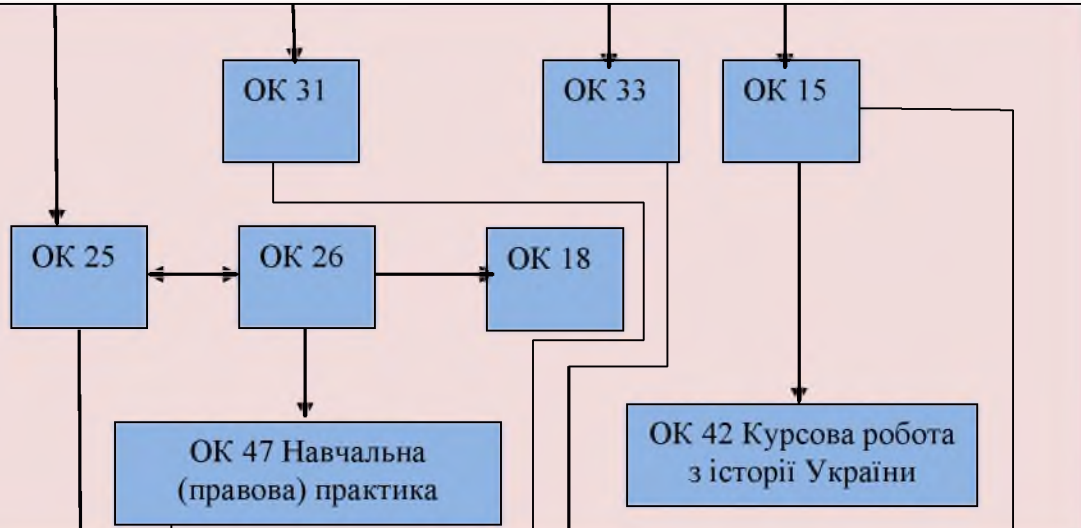 ОК 31
ОК 33
ОК 15
ОК 25
ОК 26
ОК 18
ОК 47 Навчальна
(правова) практика
ОК 42 Курсова робота
з історії України